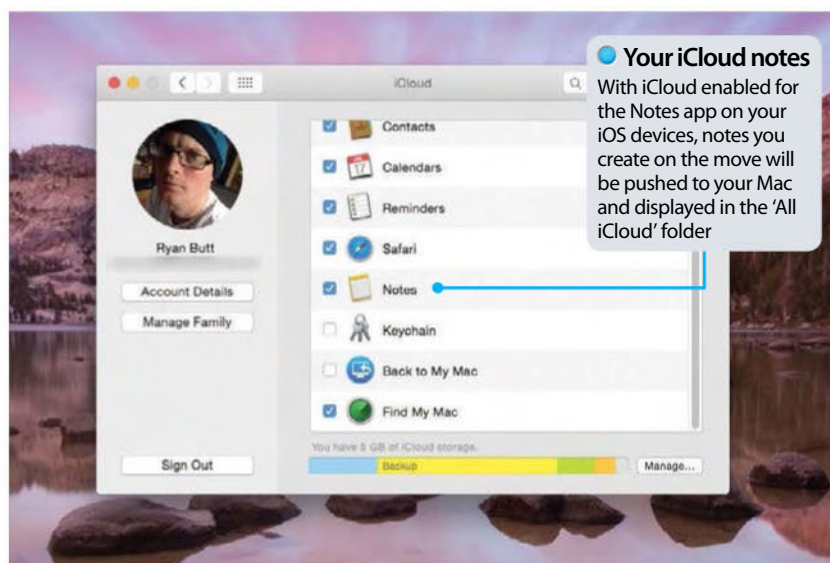 iCloud
Your iCloud notes
With iCloud enabled for
the Notes app on your
iOS devices, notes you
create on the move will
be pushed to your Mac
and displayed in the ‘All
iCloud’ folder
Ryan Butt
Account Details
Manage Family
Sign Out
Contacts
17
Calendars
Reminders
Safari
Notes
Keychain
Back to My Mac
Find My Mac
You have 5 GB of iCloud storage.
Backup
Manage...